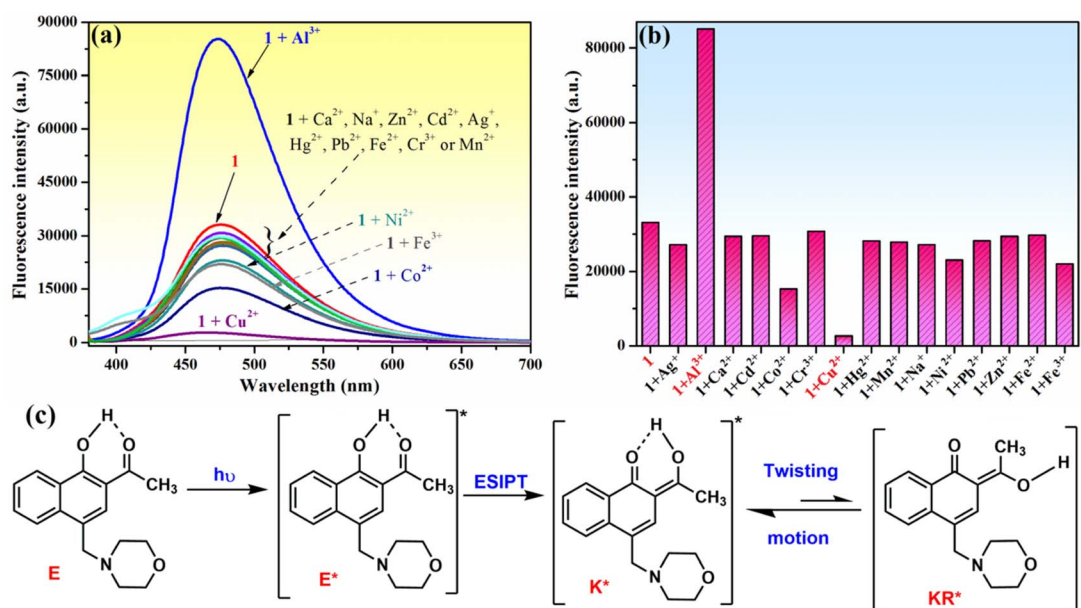 (a)
90000
75000
60000
45000
30000
15000
0
Fluorescence intensity (a.u.)
1 + Al³⁺
1 + Ca²⁺, Na⁺, Zn²⁺, Cd²⁺, Ag⁺,
Hg²⁺, Pb²⁺, Fe²⁺, Cr³⁺ or Mn²⁺
1
1 + Ni²⁺
1 + Fe³⁺
1 + Co²⁺
1 + Cu²⁺
400 450 500 550 600 650 700
Wavelength (nm)
(b)
80000
60000
40000
20000
0
Fluorescence intensity (a.u.)
1
1+Ag⁺
1+Al³⁺
1+Ca²⁺
1+Cd²⁺
1+Co²⁺
1+Cr³⁺
1+Cu²⁺
1+Hg²⁺
1+Mn²⁺
1+Na⁺
1+Ni²⁺
1+Pb²⁺
1+Zn²⁺
1+Fe²⁺
1+Fe³⁺
(c)
H
O O
CH₃
N
O
E
hυ
*
H
O O
CH₃
N
O
E*
ESIPT
*
H
O O
CH₃
N
O
K*
Twisting
motion
*
O CH₃
O H
N
O
KR*